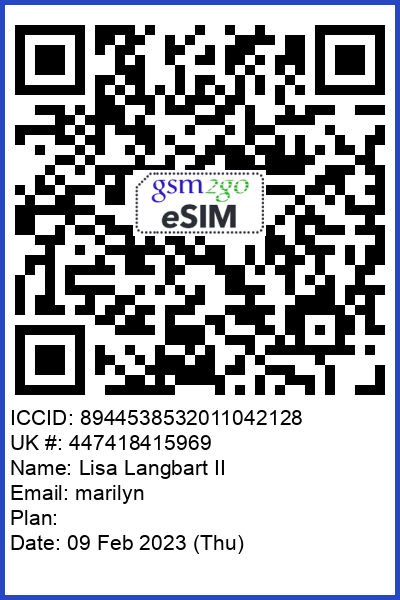 gsm2go
eSIM
ICCID: 8944538532011042128
UK #: 447418415969
Name: Lisa Langbart II
Email: marilyn
Plan:
Date: 09 Feb 2023 (Thu)